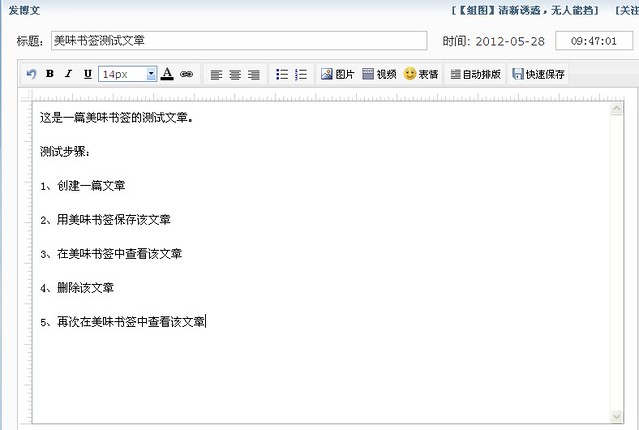 发博文 [【组图】清新诱惑，无人能挡] [关注
标题： 美味书签测试文章 时间： 2012-05-28 09:47:01
B I U 14px A 图片 视频 表情 自动排版 快速保存
这是一篇美味书签的测试文章。
测试步骤：
1、创建一篇文章
2、用美味书签保存该文章
3、在美味书签中查看该文章
4、删除该文章
5、再次在美味书签中查看该文章